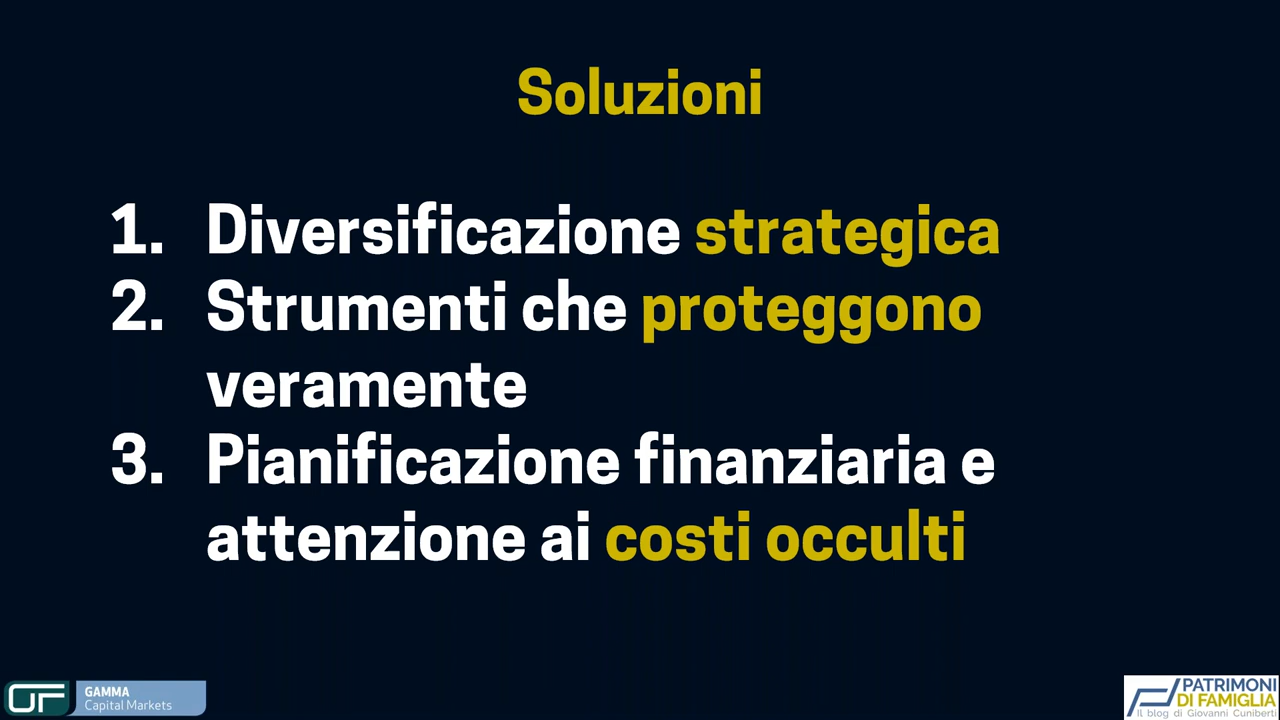 Soluzioni
1. Diversificazione strategica
2. Strumenti che proteggono
veramente
3. Pianificazione finanziaria e
attenzione ai costi occulti
GF
GAMMA
Capital Markets
PATRIMONI
DI FAMIGLIA
Il blog di Giovanni Cuniberti